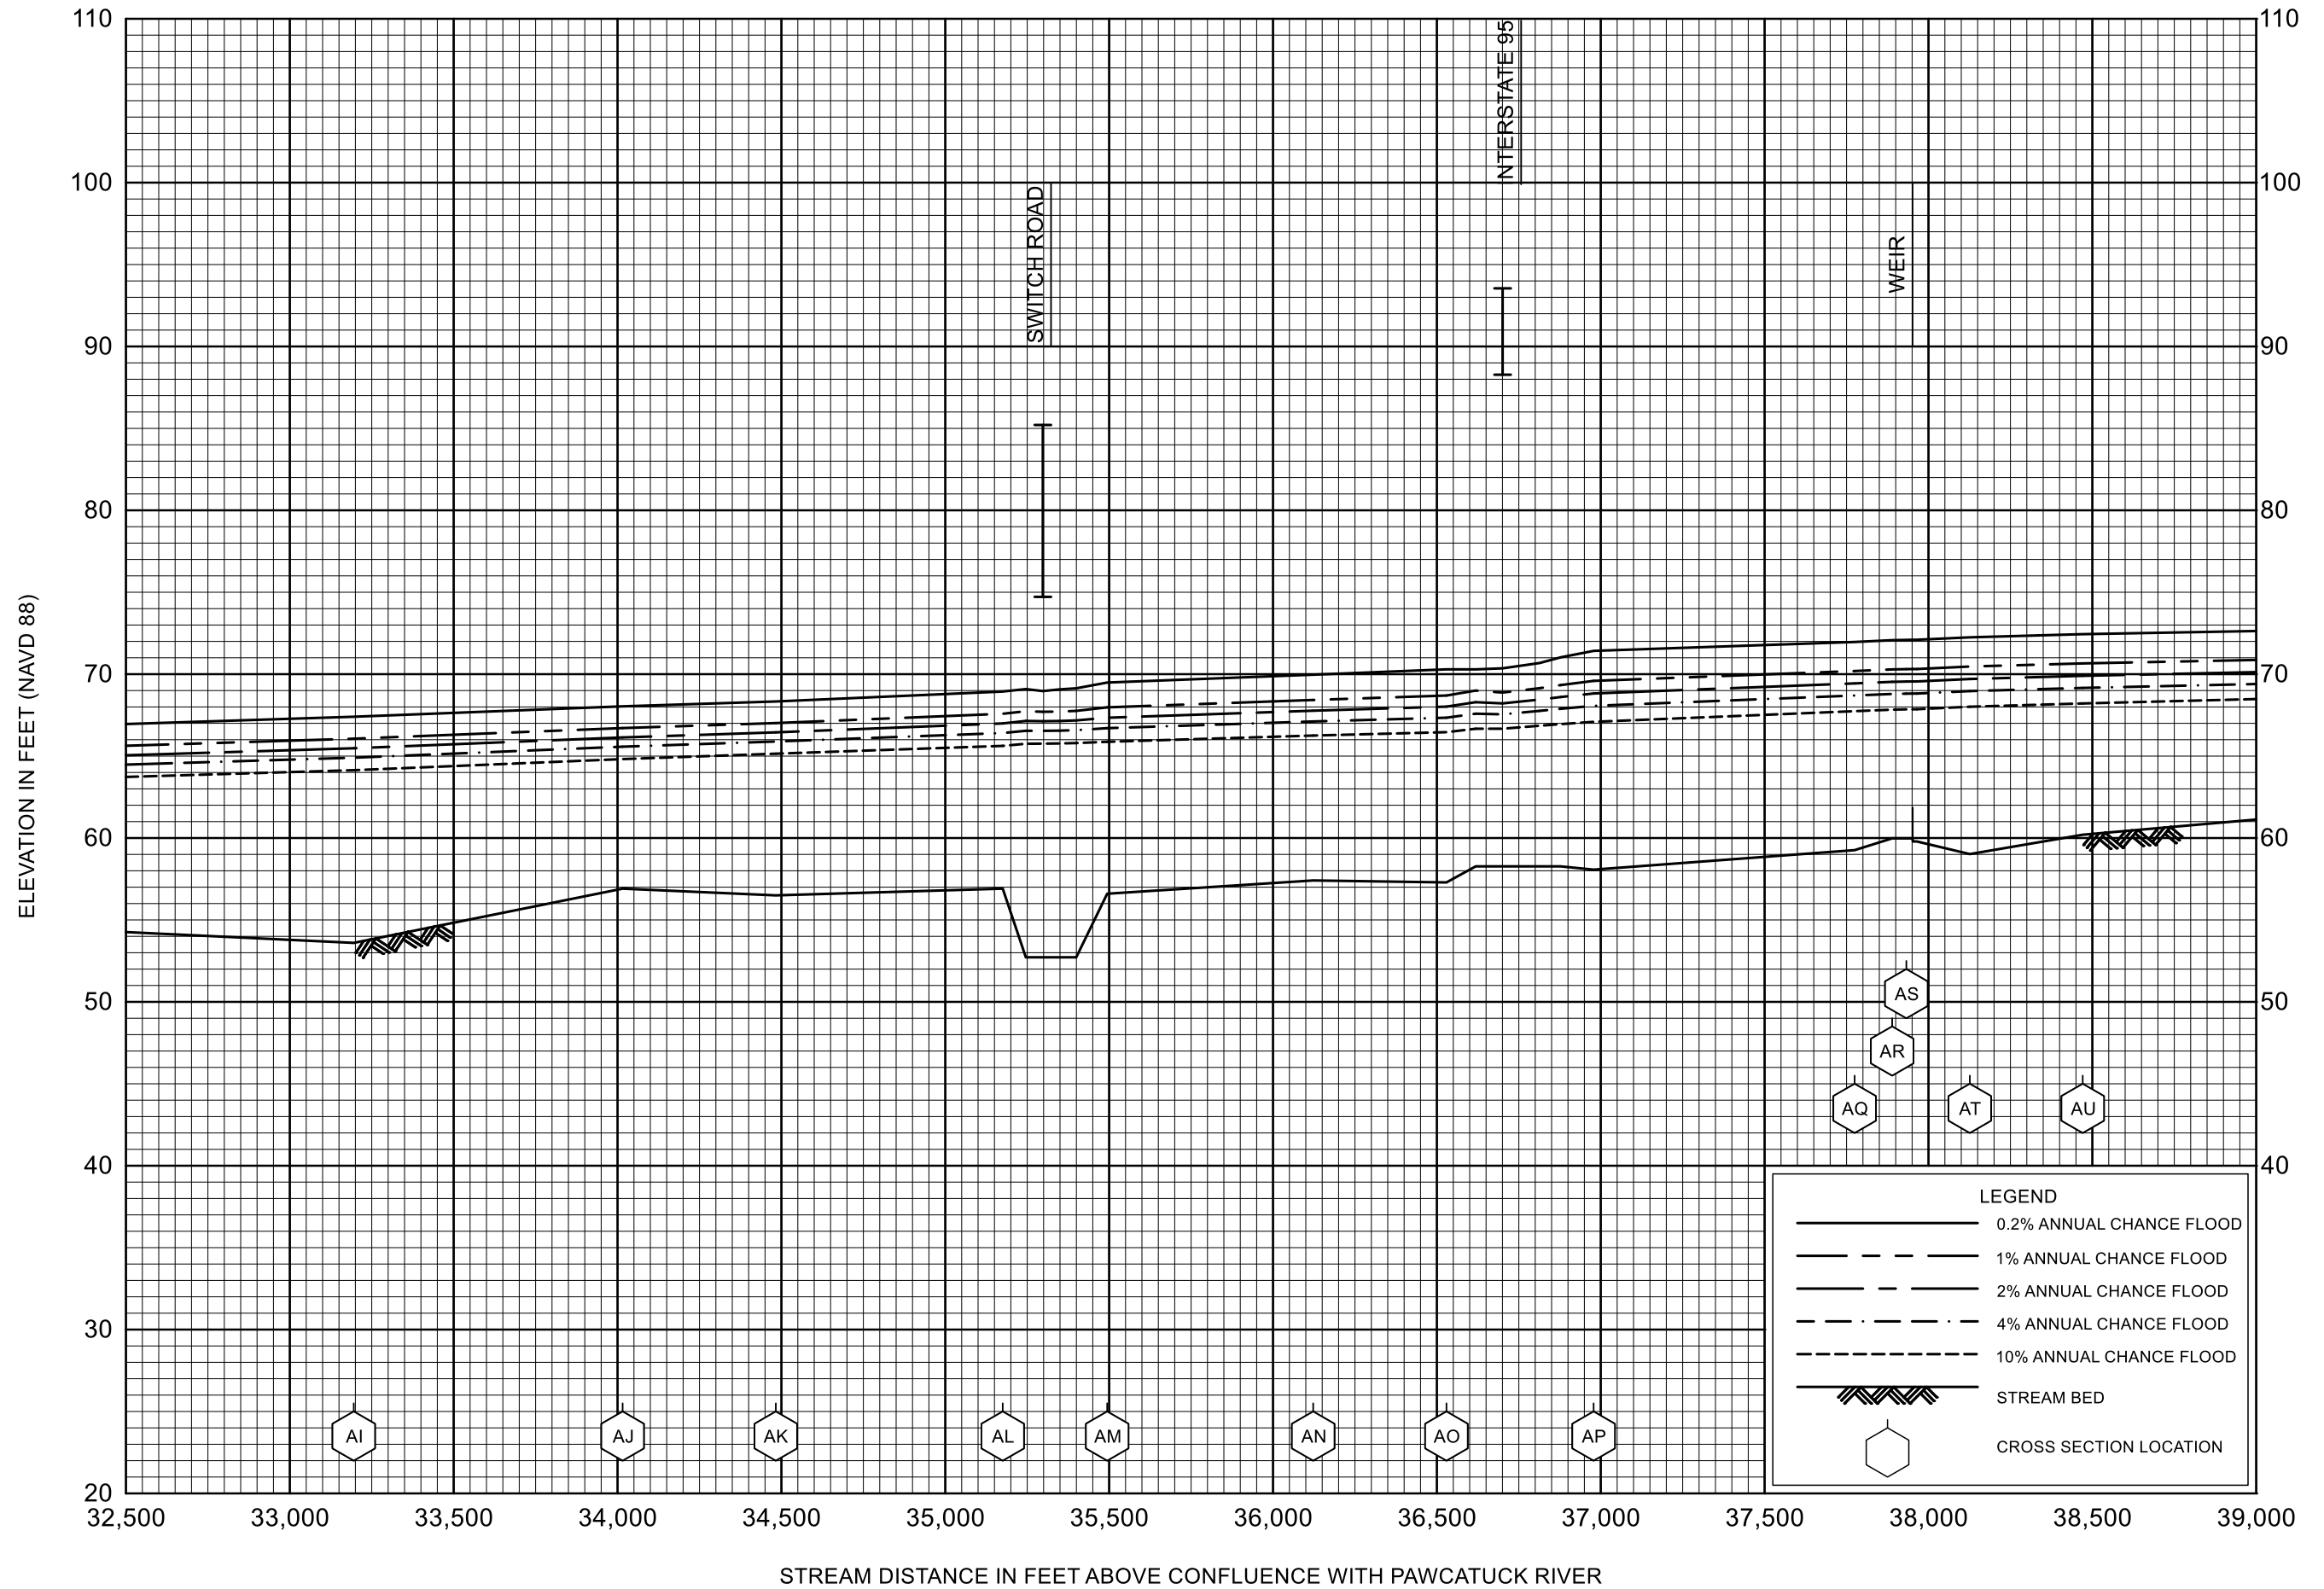 110
100
90
80
70
60
50
40
30
20
ELEVATION IN FEET (NAVD 88)
SWITCH ROAD
INTERSTATE 95
WEIR
110
100
90
80
70
60
50
40
AS
AR
AQ
AT
AU
AI
AJ
AK
AL
AM
AN
AO
AP
LEGEND
0.2% ANNUAL CHANCE FLOOD
1% ANNUAL CHANCE FLOOD
2% ANNUAL CHANCE FLOOD
4% ANNUAL CHANCE FLOOD
10% ANNUAL CHANCE FLOOD
STREAM BED
CROSS SECTION LOCATION
32,500 33,000 33,500 34,000 34,500 35,000 35,500 36,000 36,500 37,000 37,500 38,000 38,500 39,000
STREAM DISTANCE IN FEET ABOVE CONFLUENCE WITH PAWCATUCK RIVER